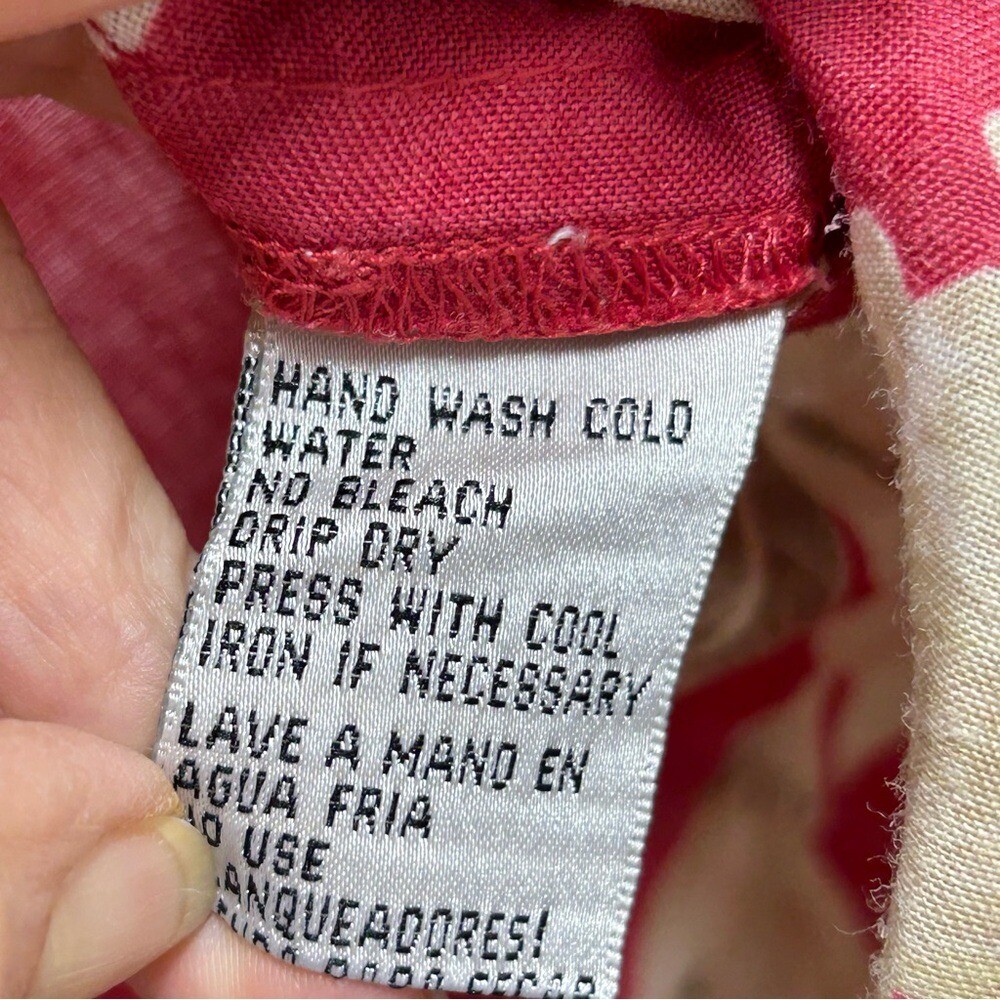 HAND WASH COLD
WATER
NO BLEACH
DRIP DRY
PRESS WITH COOL
IRON IF NECESSARY
LAVE A MANO EN
AGUA FRIA
USE
PARA